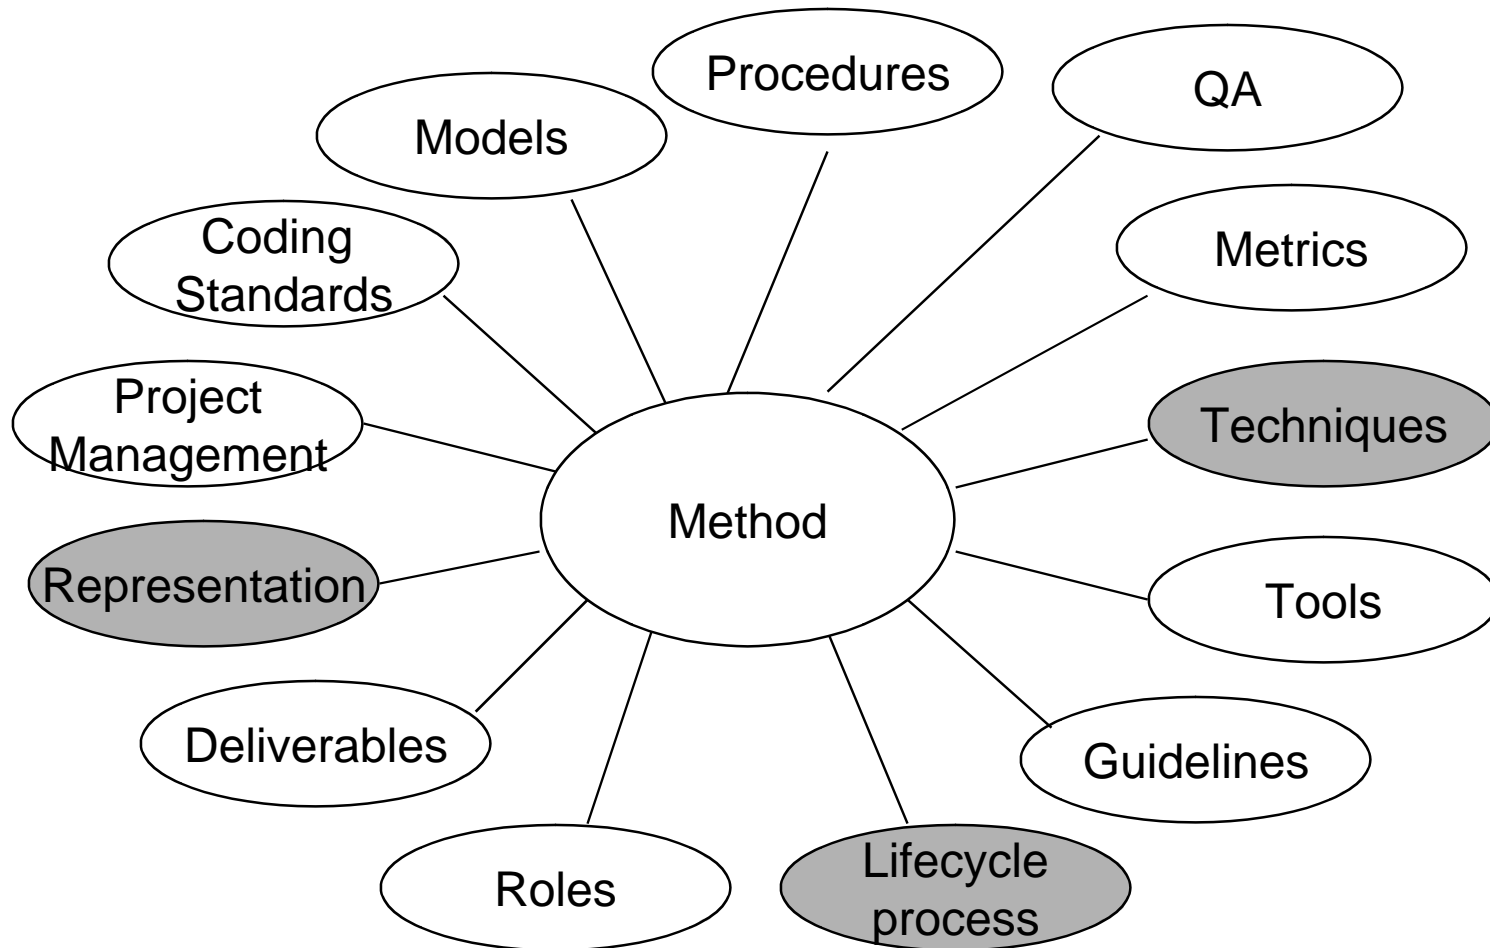 Procedures
QA
Models
Coding
Standards
Metrics
Project
Management
Techniques
Method
Representation
Tools
Deliverables
Guidelines
Roles
Lifecycle
process